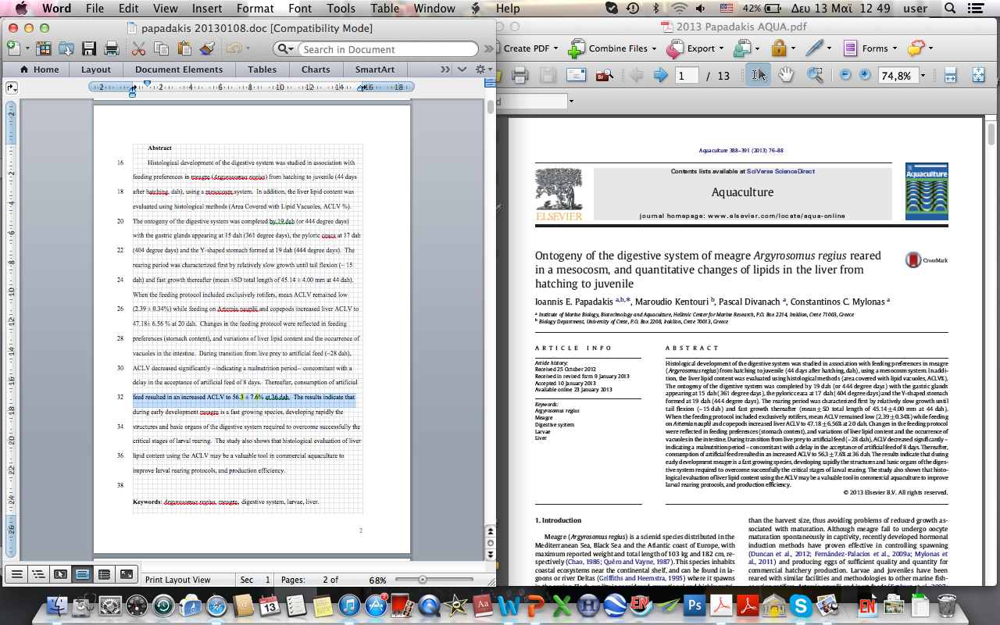 Word File Edit View Insert Format Font Tools Table Window Help 42% Δευ 13 Μαΐ 12 49 user
papadakis 20130108.doc [Compatibility Mode]
Search in Document
Home Layout Document Elements Tables Charts SmartArt
2 2 4 6 8 10 12 14 16 18
Abstract
16 Histological development of the digestive system was studied in association with
feeding preferences in meagre (Argyrosomus regius) from hatching to juvenile (44 days
18 after hatching, dah), using a mesocosm system. In addition, the liver lipid content was
evaluated using histological methods (Area Covered with Lipid Vacuoles, ACLV %).
20 The ontogeny of the digestive system was completed by 19 dah (or 444 degree days)
with the gastric glands appearing at 15 dah (361 degree days), the pyloric ceaca at 17 dah
22 (404 degree days) and the Y-shaped stomach formed at 19 dah (444 degree days). The
rearing period was characterized first by relatively slow growth until tail flexion (~ 15
24 dah) and fast growth thereafter (mean ±SD total length of 45.14 ± 4.00 mm at 44 dah).
When the feeding protocol included exclusively rotifers, mean ACLV remained low
26 (2.39 ± 0.34%) while feeding on Artemia nauplii and copepods increased liver ACLV to
47.18± 6.56 % at 20 dah. Changes in the feeding protocol were reflected in feeding
28 preferences (stomach content), and variations of liver lipid content and the occurrence of
vacuoles in the intestine. During transition from live prey to artificial feed (~28 dah),
30 ACLV decreased significantly –indicating a malnutrition period– concomitant with a
delay in the acceptance of artificial feed of 8 days. Thereafter, consumption of artificial
32 feed resulted in an increased ACLV to 56.3 ± 7.6% at 36 dah. The results indicate that
during early development meagre is a fast growing species, developing rapidly the
34 structures and basic organs of the digestive system required to overcome successfully the
critical stages of larval rearing. The study also shows that histological evaluation of liver
36 lipid content using the ACLV may be a valuable tool in commercial aquaculture to
improve larval rearing protocols, and production efficiency.
38
Keywords: Argyrosomus regius, meagre, digestive system, larvae, liver.
2
Print Layout View Sec 1 Pages: 2 of 2 68%
2013 Papadakis AQUA.pdf
Create PDF Combine Files Export Forms
1 / 13 74,8%
Aquaculture 388–391 (2013) 76–88
Contents lists available at SciVerse ScienceDirect
Aquaculture
journal homepage: www.elsevier.com/locate/aqua-online
ELSEVIER
Aquaculture
Ontogeny of the digestive system of meagre Argyrosomus regius reared
in a mesocosm, and quantitative changes of lipids in the liver from
hatching to juvenile
CrossMark
Ioannis E. Papadakis a,b,*, Maroudio Kentouri b, Pascal Divanach a, Constantinos C. Mylonas a
a Institute of Marine Biology, Biotechnology and Aquaculture, Hellenic Center for Marine Research, P.O. Box 2214, Iraklion, Crete 71003, Greece
b Biology Department, University of Crete, P.O. Box 2208, Iraklion, Crete 70013, Greece
ARTICLE INFO
Article history:
Received 25 October 2012
Received in revised form 9 January 2013
Accepted 10 January 2013
Available online 23 January 2013
Keywords:
Argyrosomus regius
Meagre
Digestive system
Larvae
Liver
ABSTRACT
Histological development of the digestive system was studied in association with feeding preferences in meagre
(Argyrosomus regius) from hatching to juvenile (44 days after hatching, dah), using a mesocosm system. In addi-
tion, the liver lipid content was evaluated using histological methods (area covered with lipid vacuoles, ACLV%).
The ontogeny of the digestive system was completed by 19 dah (or 444 degree days) with the gastric glands
appearing at 15 dah (361 degree days), the pyloric ceaca at 17 dah (404 degree days) and the Y-shaped stomach
formed at 19 dah (444 degree days). The rearing period was characterized first by relatively slow growth until
tail flexion (~15 dah) and fast growth thereafter (mean±SD total length of 45.14±4.00 mm at 44 dah).
When the feeding protocol included exclusively rotifers, mean ACLV remained low (2.39±0.34%) while feeding
on Artemia nauplii and copepods increased liver ACLV to 47.18±6.56% at 20 dah. Changes in the feeding protocol
were reflected in feeding preferences (stomach content), and variations of liver lipid content and the occurrence of
vacuoles in the intestine. During transition from live prey to artificial feed (~28 dah), ACLV decreased significantly –
indicating a malnutrition period – concomitant with a delay in the acceptance of artificial feed of 8 days. Thereafter,
consumption of artificial feed resulted in an increased ACLV to 56.3±7.6% at 36 dah. The results indicate that during
early development meagre is a fast growing species, developing rapidly the structures and basic organs of the diges-
tive system required to overcome successfully the critical stages of larval rearing. The study also shows that histo-
logical evaluation of liver lipid content using the ACLV may be a valuable tool in commercial aquaculture to improve
larval rearing protocols, and production efficiency.
© 2013 Elsevier B.V. All rights reserved.
1. Introduction
Meagre (Argyrosomus regius) is a scienid species distributed in the
Mediterranean Sea, Black Sea and the Atlantic coast of Europe, with
maximum reported weight and total length of 103 kg and 182 cm, re-
spectively (Chao, 1986; Quéro and Vayne, 1987). This species inhabits
coastal ecosystems near the continental shelf, and can be found in la-
goons or river Deltas (Griffiths and Heemstra, 1995) where it spawns
than the harvest size, thus avoiding problems of reduced growth as-
sociated with maturation. Although meagre fail to undergo oocyte
maturation spontaneously in captivity, recently developed hormonal
induction methods have proven effective in controlling spawning
(Duncan et al., 2012; Fernández-Palacios et al., 2009a; Mylonas et
al., 2011) and producing eggs of sufficient quality and quantity for
commercial hatchery production. Larvae and juveniles have been
reared with similar facilities and methodologies to other marine fish-